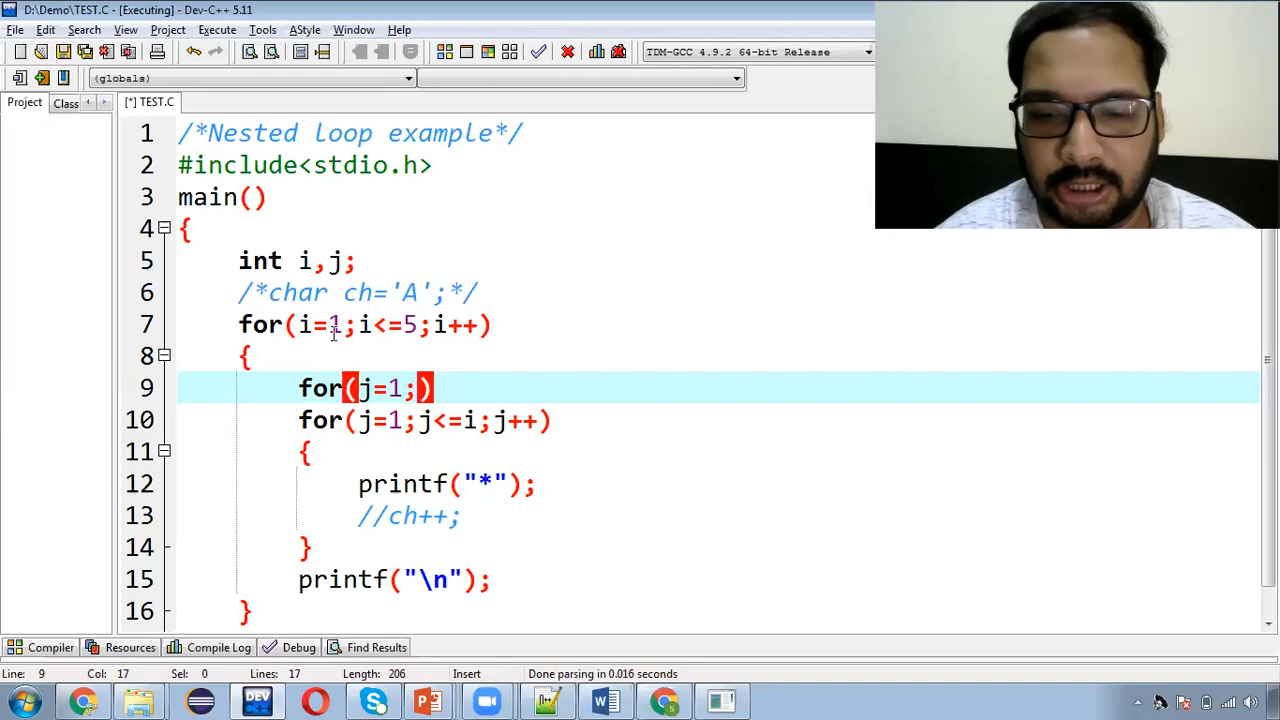 D:\Demo\TEST.C - [Executing] - Dev-C++ 5.11
File Edit Search View Project Execute Tools AStyle Window Help
TDM-GCC 4.9.2 64-bit Release
(globals)
Project Class [*] TEST.C
1 /*Nested loop example*/
2 #include<stdio.h>
3 main()
4 {
5 int i,j;
6 /*char ch='A';*/
7 for(i=1;i<=5;i++)
8 {
9 for(j=1;)
10 for(j=1;j<=i;j++)
11 {
12 printf("*");
13 //ch++;
14 }
15 printf("\n");
16 }
Compiler Resources Compile Log Debug Find Results
Line: 9 Col: 17 Sel: 0 Lines: 17 Length: 206 Insert Done parsing in 0.016 seconds
DEV C++